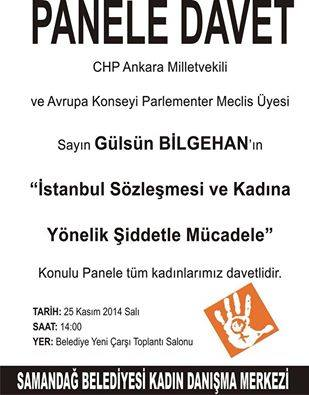 PANELE DAVET
CHP Ankara Milletvekili
ve Avrupa Konseyi Parlementer Meclis Üyesi
Sayın Gülsün BİLGEHAN'ın
“İstanbul Sözleşmesi ve Kadına
Yönelik Şiddetle Mücadele”
Konulu Panele tüm kadınlarımız davetlidir.
TARİH: 25 Kasım 2014 Salı
SAAT: 14:00
YER: Belediye Yeni Çarşı Toplantı Salonu
SAMANDAĞ BELEDİYESİ KADIN DANIŞMA MERKEZİ